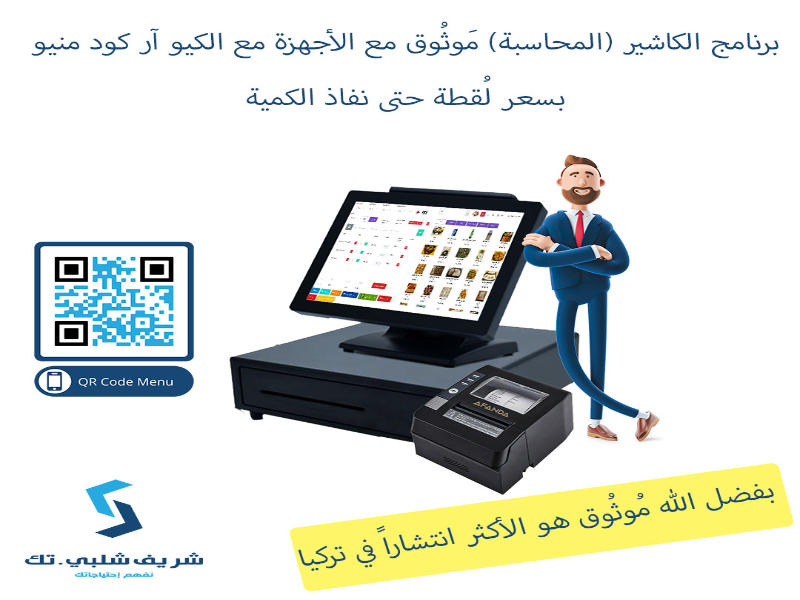 برنامج الكاشير (المحاسبة) مَوثُوق مع الأجهزة مع الكيو آر كود منيو
بسعر لُقطة حتى نفاذ الكمية
QR Code Menu
AFANDA
بفضل الله مُوثُوق هو الأكثر انتشاراً في تركيا
شريف شلبي.تك
نفهم إحتياجاتك